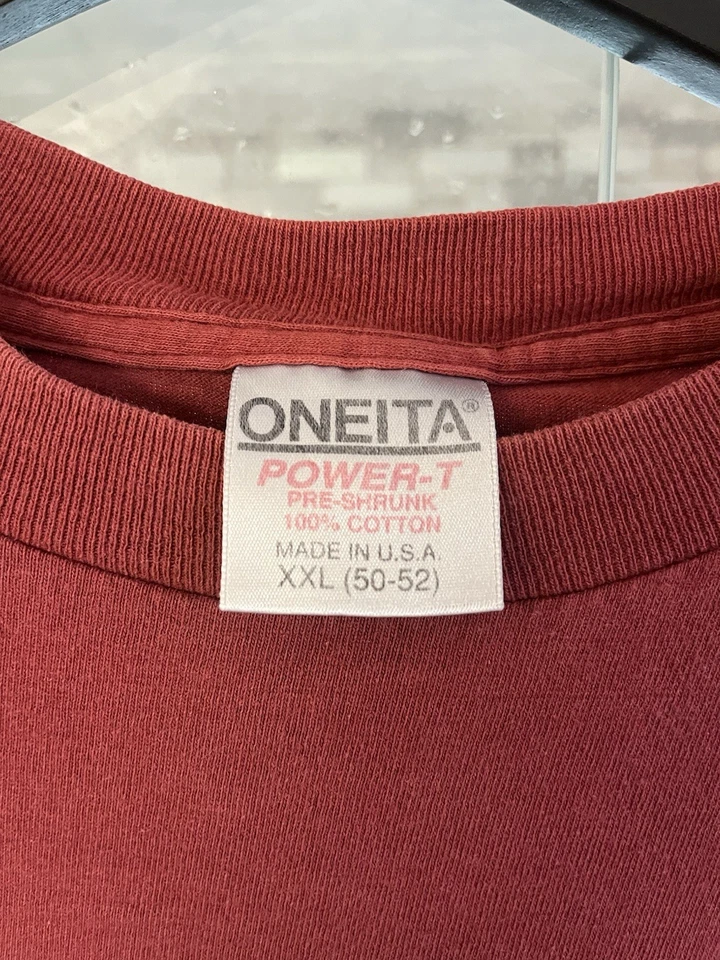 ONEITA®
POWER-T
PRE-SHRUNK
100% COTTON
MADE IN U.S.A.
XXL (50-52)